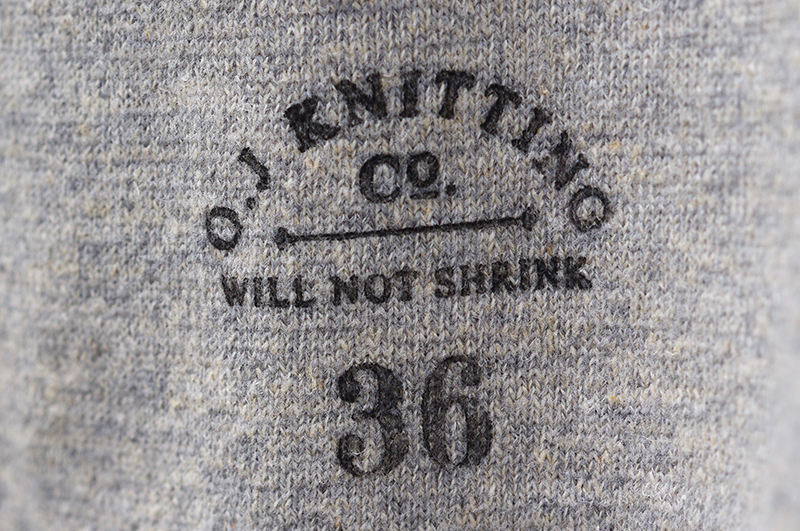 O.J KNITTING
Co.
WILL NOT SHRINK
36